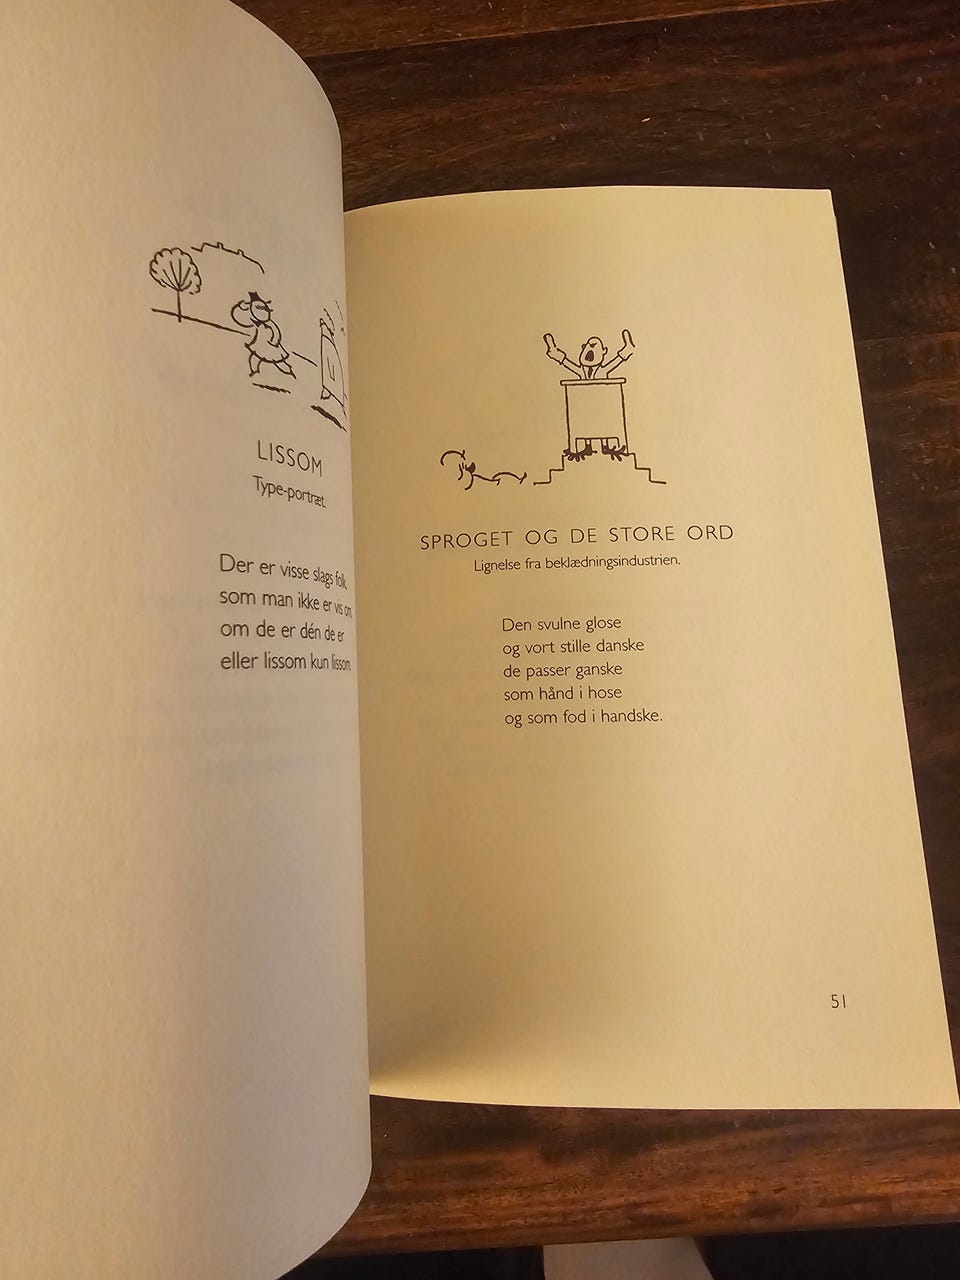 LISSOM
Type-portræt.
Der er visse slags folk,
som man ikke er vis om,
om de er dén de er
eller lissom kun lissom.
SPROGET OG DE STORE ORD
Lignelse fra beklædningsindustrien.
Den svulne glose
og vort stille danske
de passer ganske
som hånd i hose
og som fod i handske.
51